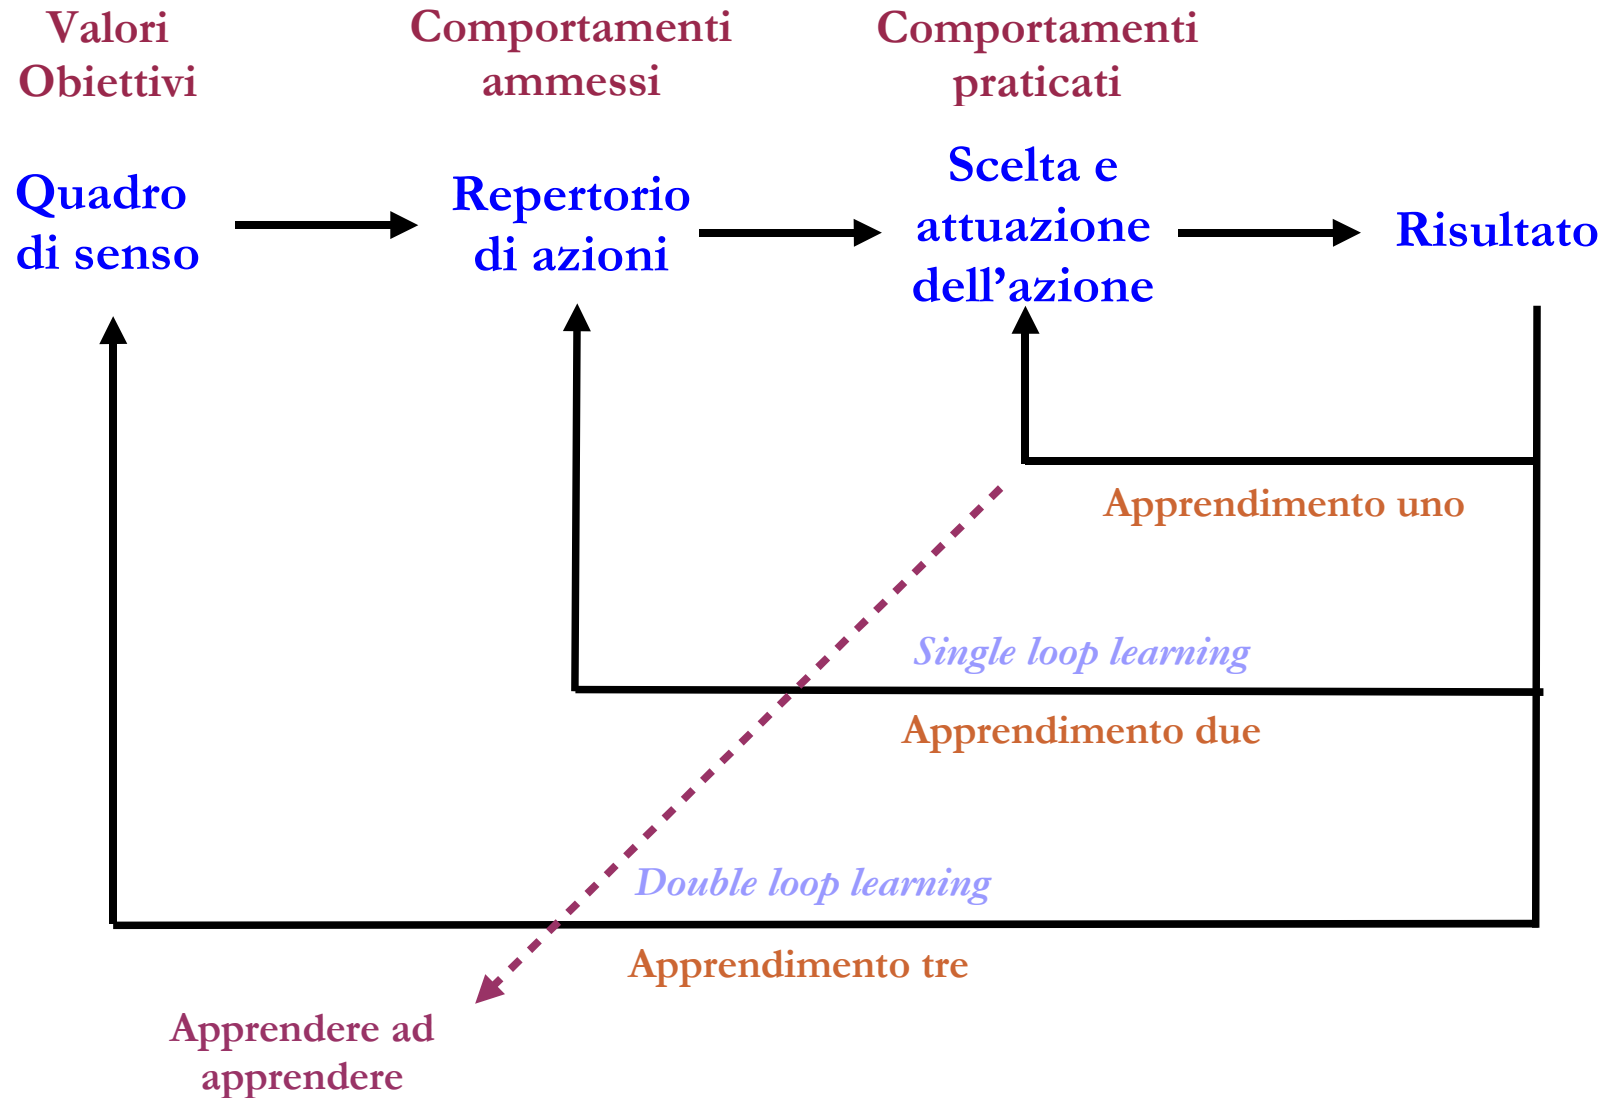 Valori
Obiettivi
Comportamenti
ammessi
Comportamenti
praticati
Quadro
di senso
Repertorio
di azioni
Scelta e
attuazione
dell’azione
Risultato
Apprendimento uno
Single loop learning
Apprendimento due
Double loop learning
Apprendimento tre
Apprendere ad
apprendere